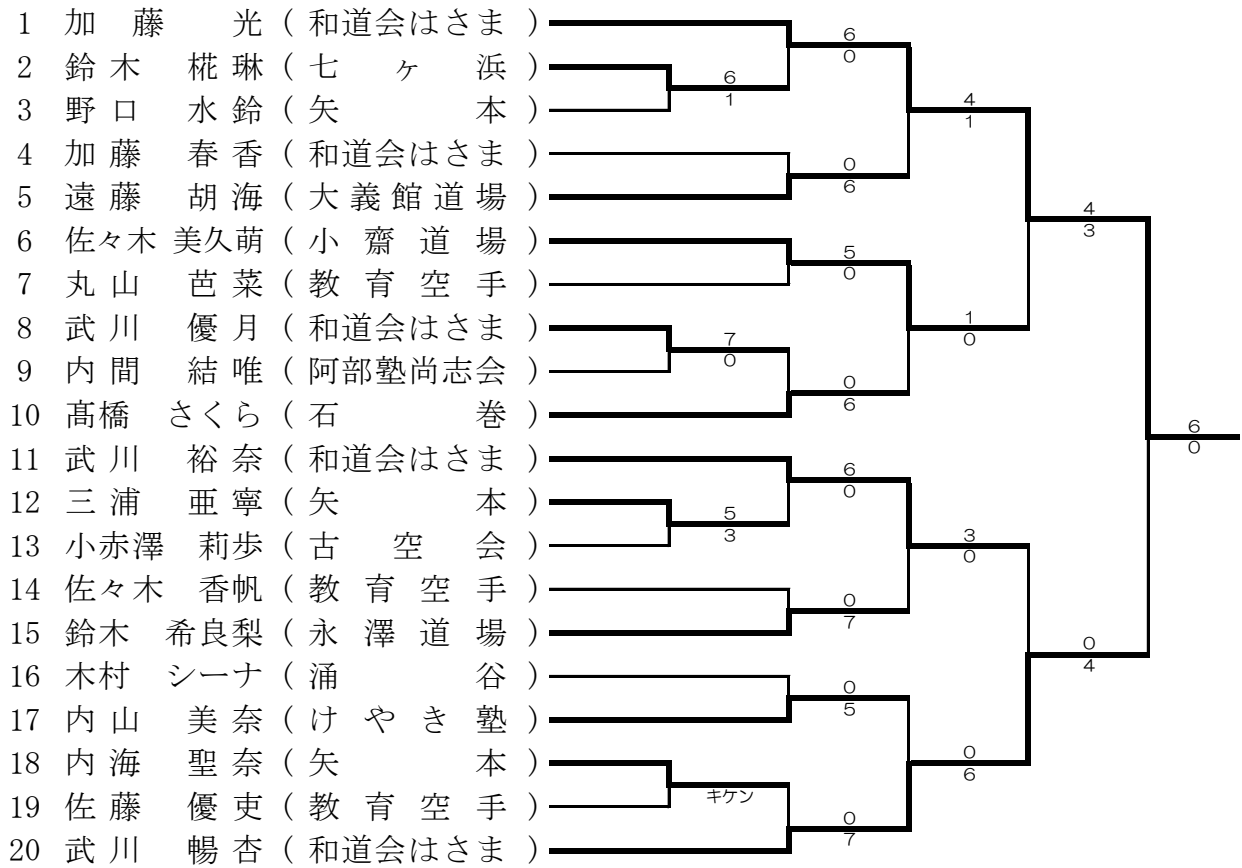 1 加藤 光 (和道会はさま)
2 鈴木 椛琳 (七ヶ浜)
3 野口 水鈴 (矢本)
4 加藤 春香 (和道会はさま)
5 遠藤 胡海 (大義館道場)
6 佐々木 美久萌 (小齋道場)
7 丸山 芭菜 (教育空手)
8 武川 優月 (和道会はさま)
9 内間 結唯 (阿部塾尚志会)
10 髙橋 さくら (石巻)
11 武川 裕奈 (和道会はさま)
12 三浦 亜寧 (矢本)
13 小赤澤 莉歩 (古空会)
14 佐々木 香帆 (教育空手)
15 鈴木 希良梨 (永澤道場)
16 木村 シーナ (涌谷)
17 内山 美奈 (けやき塾)
18 内海 聖奈 (矢本)
19 佐藤 優吏 (教育空手)
20 武川 暢杏 (和道会はさま)
6
1
7
0
5
3
キケン
6
0
0
6
5
0
0
6
6
0
0
7
0
5
0
7
4
1
1
0
3
0
0
6
4
3
0
4
6
0